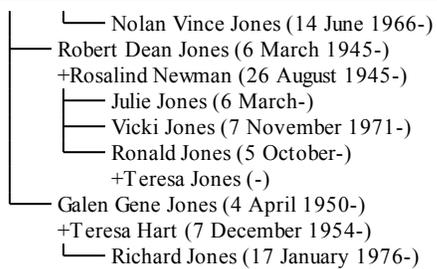 Nolan Vince Jones (14 June 1966-)
Robert Dean Jones (6 March 1945-)
+Rosalind Newman (26 August 1945-)
Julie Jones (6 March-)
Vicki Jones (7 November 1971-)
Ronald Jones (5 October-)
+Teresa Jones (-)
Galen Gene Jones (4 April 1950-)
+Teresa Hart (7 December 1954-)
Richard Jones (17 January 1976-)